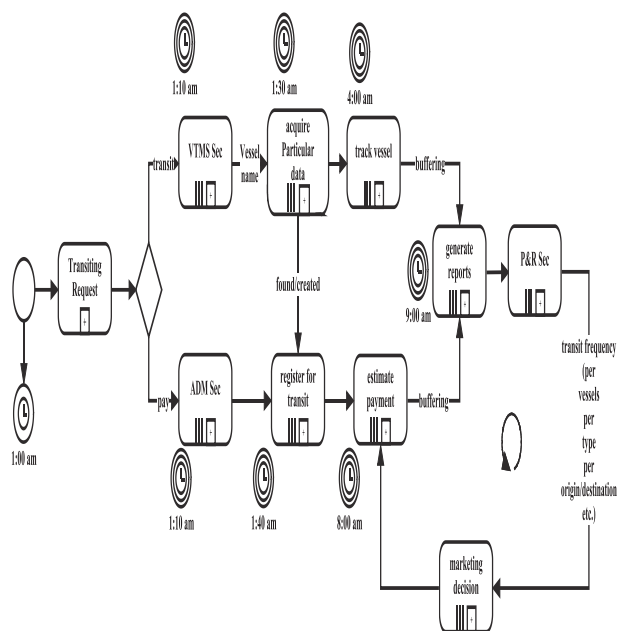 1:10 am
1:30 am
4:00 am
transit
VTMS Sec
Vessel
name
acquire
Particular
data
track vessel
buffering
Transiting
Request
found/created
generate
reports
9:00 am
P&R Sec
1:00 am
pay
ADM Sec
register for
transit
estimate
payment
buffering
1:10 am
1:40 am
8:00 am
transit frequency
(per
vessels
per
type
per
origin/destination
etc.)
marketing
decision